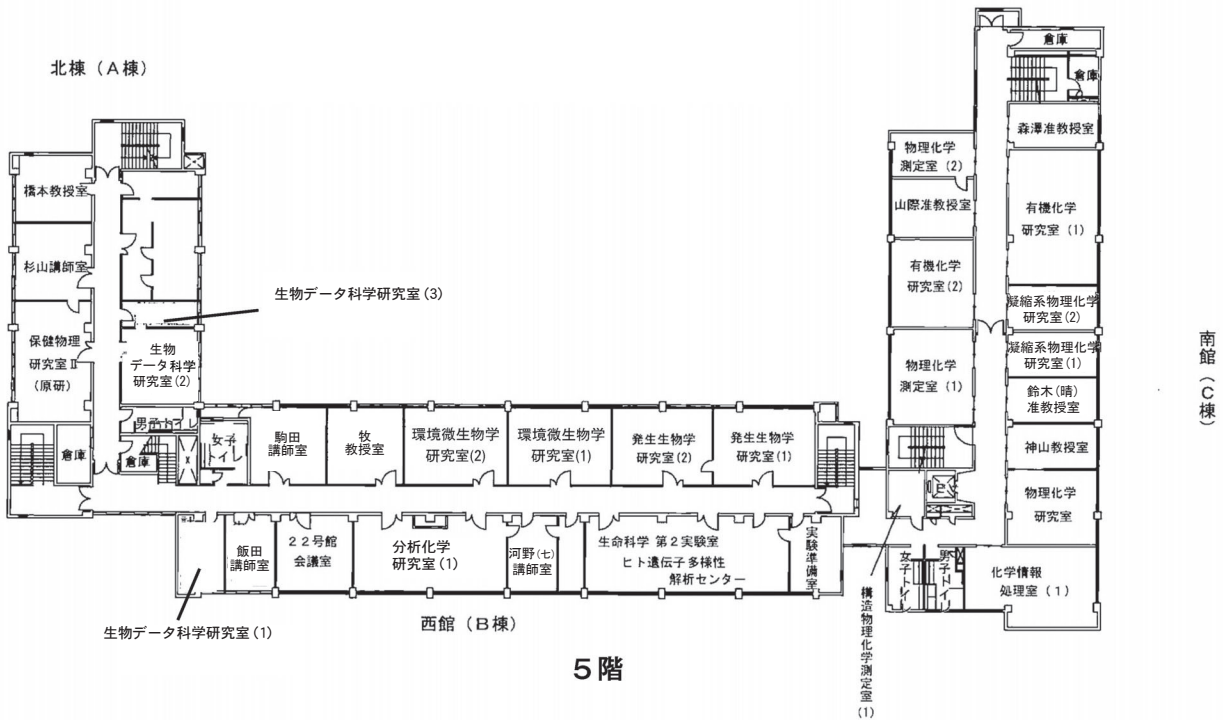 北棟（A棟）
橋本教授室
杉山講師室
保健物理
研究室Ⅱ
（原研）
生物データ科学研究室(3)
生物
データ科学
研究室(2)
男子トイレ
倉庫
倉庫
女子
トイレ
駒田
講師室
牧
教授室
環境微生物学
研究室(2)
環境微生物学
研究室(1)
発生生物学
研究室(2)
発生生物学
研究室(1)
飯田
講師室
２２号館
会議室
分析化学
研究室(1)
河野(七)
講師室
生命科学 第２実験室
ヒト遺伝子多様性
解析センター
実験準備室
生物データ科学研究室(1)
西館（B棟）
5階
倉庫
倉庫
森澤准教授室
物理化学
測定室(2)
山際准教授室
有機化学
研究室(1)
有機化学
研究室(2)
凝縮系物理化学
研究室(2)
物理化学
測定室(1)
凝縮系物理化学
研究室(1)
鈴木(晴)
准教授室
神山教授室
物理化学
研究室
女子トイレ
男子トイレ
化学情報
処理室(1)
構造物理化学測定室(1)
南館（C棟）